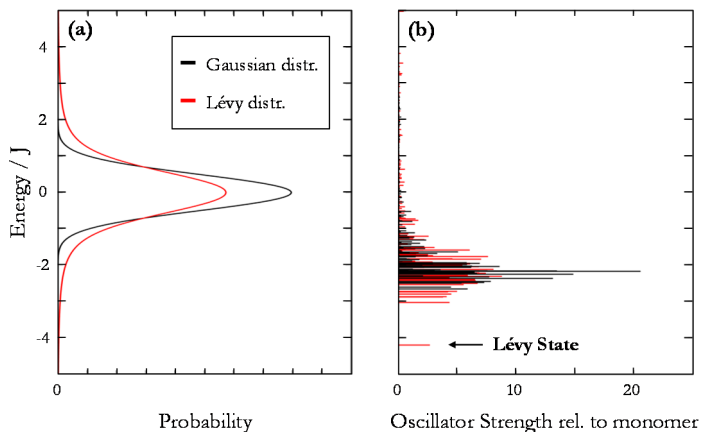 (a)
(b)
Gaussian distr.
Lévy distr.
Energy / J
4
2
0
-2
-4
0
Probability
Lévy State
0
10
20
Oscillator Strength rel. to monomer